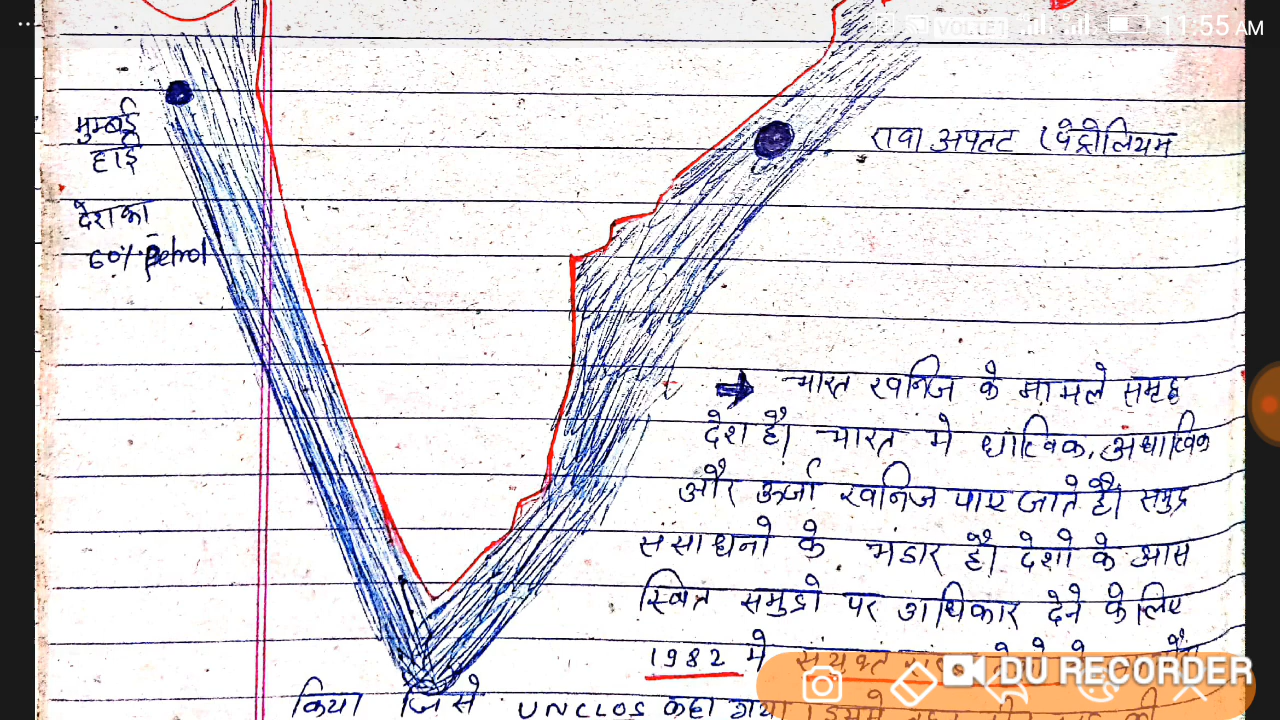 11:55 AM
मुम्बई
हाई
देश का
60% Petrol
रावा अपतट (पेट्रोलियम
भारत खनिज के मामले समृद्ध
देश है। भारत मे धात्विक, अधात्विक
और ऊर्जा खनिज पाए जाते है। समुद्र
संसाधनो के भंडार है। देशो के आस
स्थित समुद्रो पर अधिकार देने के लिए
1982 मे संयुक्त
किया जिसे UNCLOS कहा गया। इसमे
DU RECORDER